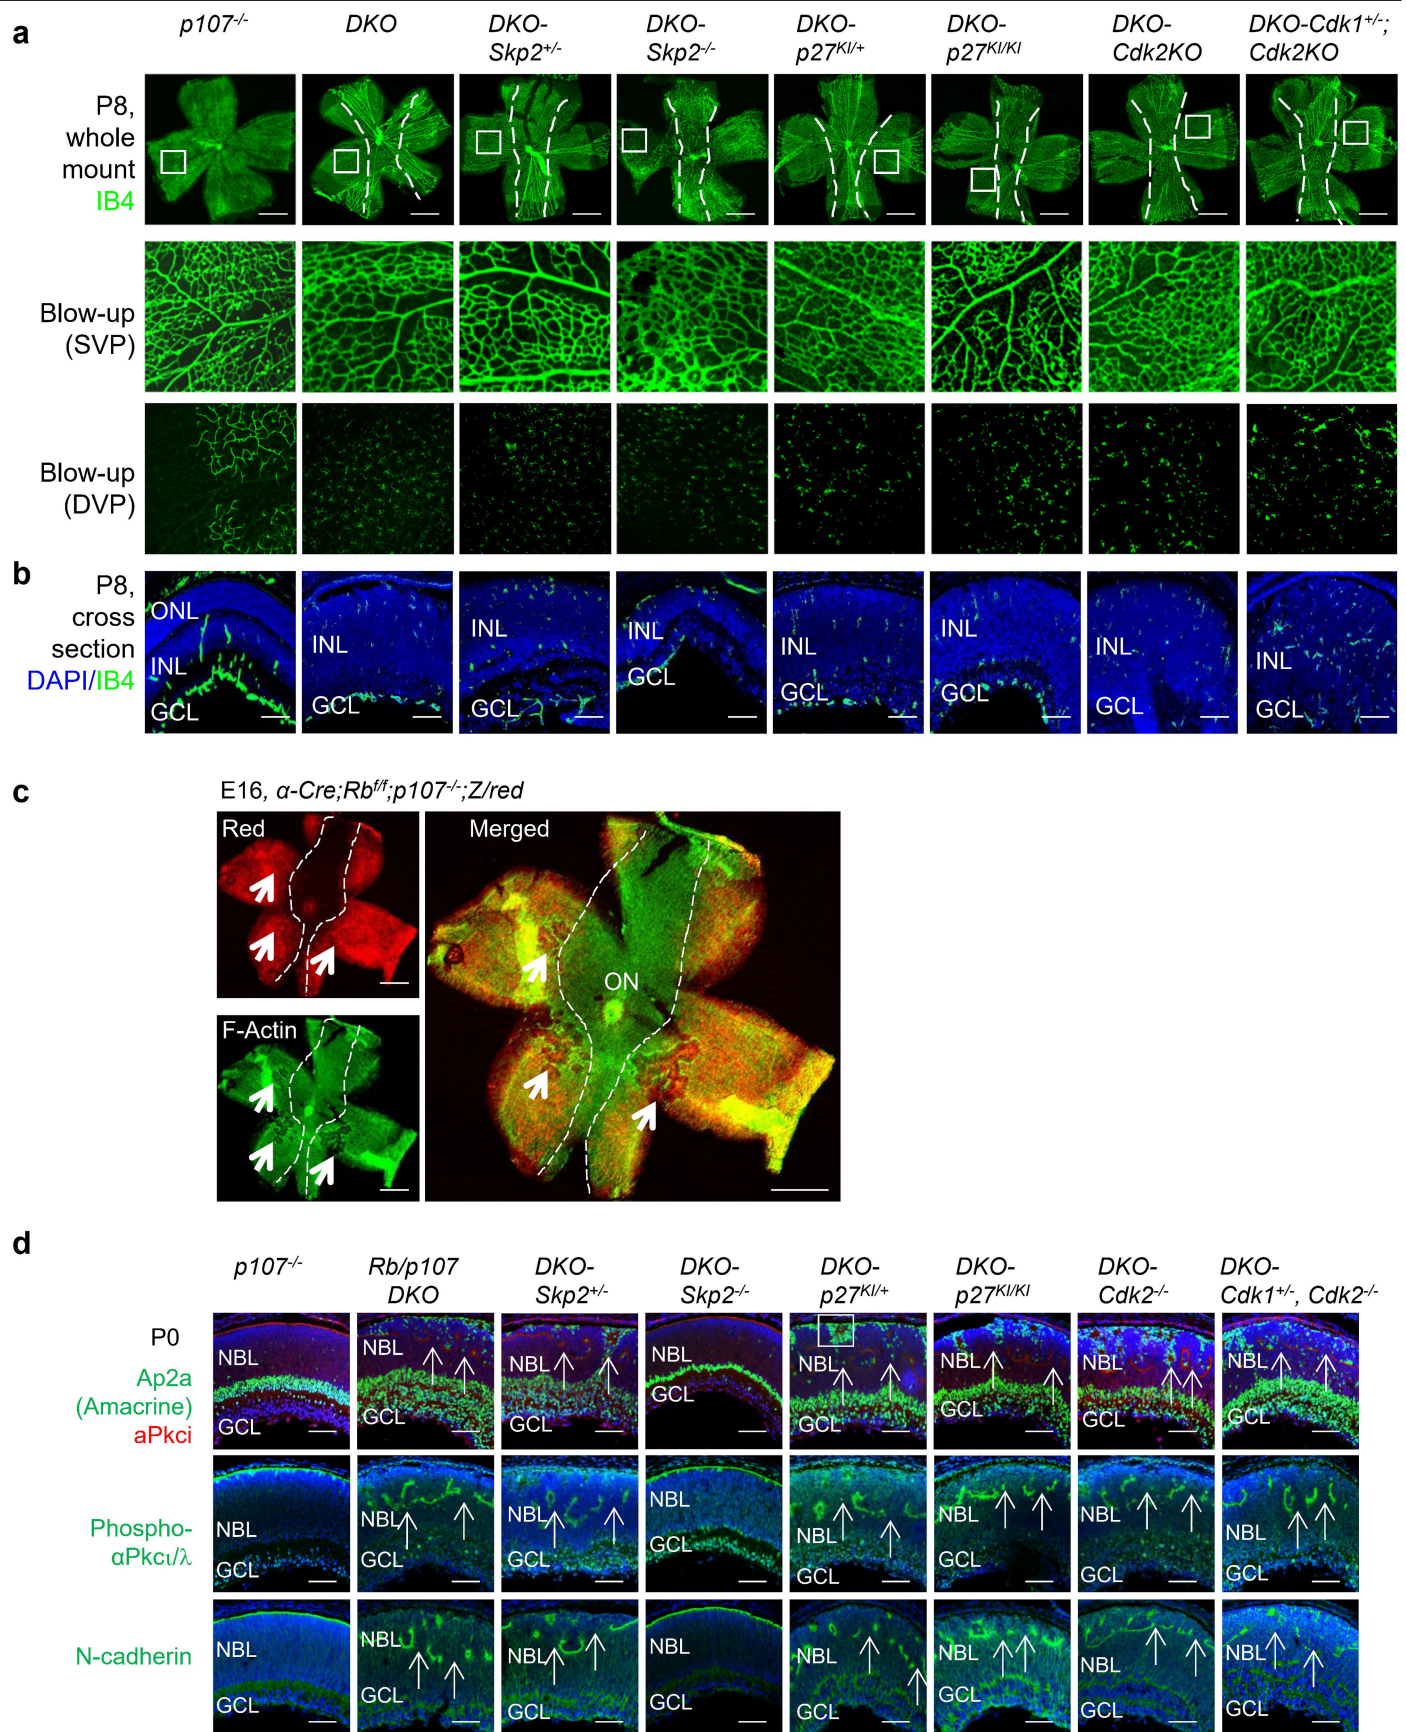 a
p107-/-
DKO
DKO-
Skp2+/-
DKO-
Skp2-/-
DKO-
p27KI/+
DKO-
p27KI/KI
DKO-
Cdk2KO
DKO-Cdk1+/-;
Cdk2KO
P8,
whole
mount
IB4
Blow-up
(SVP)
Blow-up
(DVP)
b
P8,
cross
section
DAPI/IB4
ONL
INL
GCL
INL
GCL
INL
GCL
INL
GCL
INL
GCL
INL
GCL
INL
GCL
INL
GCL
c
E16, α-Cre;Rbf/f;p107-/-;Z/red
Red
F-Actin
Merged
ON
d
p107-/-
Rb/p107
DKO
DKO-
Skp2+/-
DKO-
Skp2-/-
DKO-
p27KI/+
DKO-
p27KI/KI
DKO-
Cdk2-/-
DKO-
Cdk1+/-, Cdk2-/-
P0
Ap2a
(Amacrine)
aPkci
NBL
GCL
NBL
GCL
NBL
GCL
NBL
GCL
NBL
GCL
NBL
GCL
NBL
GCL
NBL
GCL
Phospho-
αPkcι/λ
NBL
GCL
NBL
GCL
NBL
GCL
NBL
GCL
NBL
GCL
NBL
GCL
NBL
GCL
NBL
GCL
N-cadherin
NBL
GCL
NBL
GCL
NBL
GCL
NBL
GCL
NBL
GCL
NBL
GCL
NBL
GCL
NBL
GCL